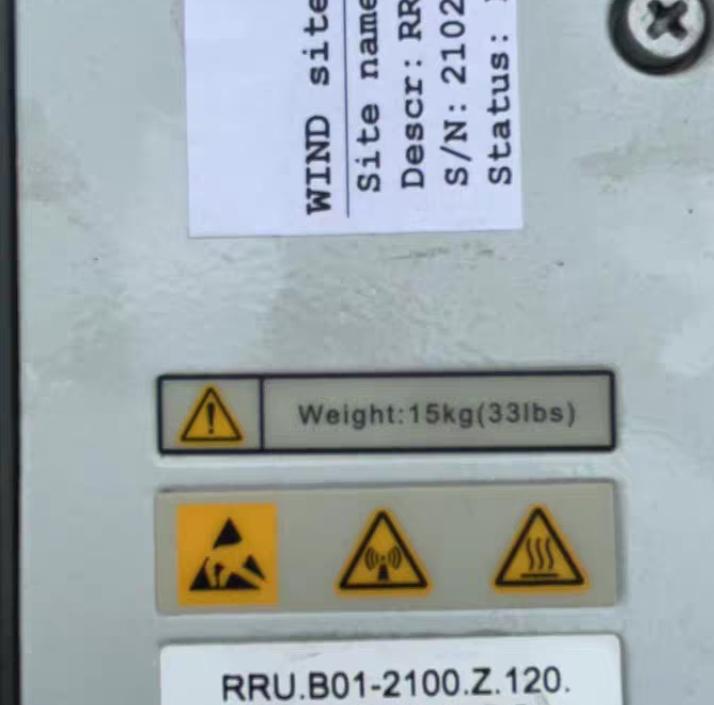 WIND site
Site name
Descr: RR
S/N: 2102
Status:
Weight:15kg(33lbs)
RRU.B01-2100.Z.120.